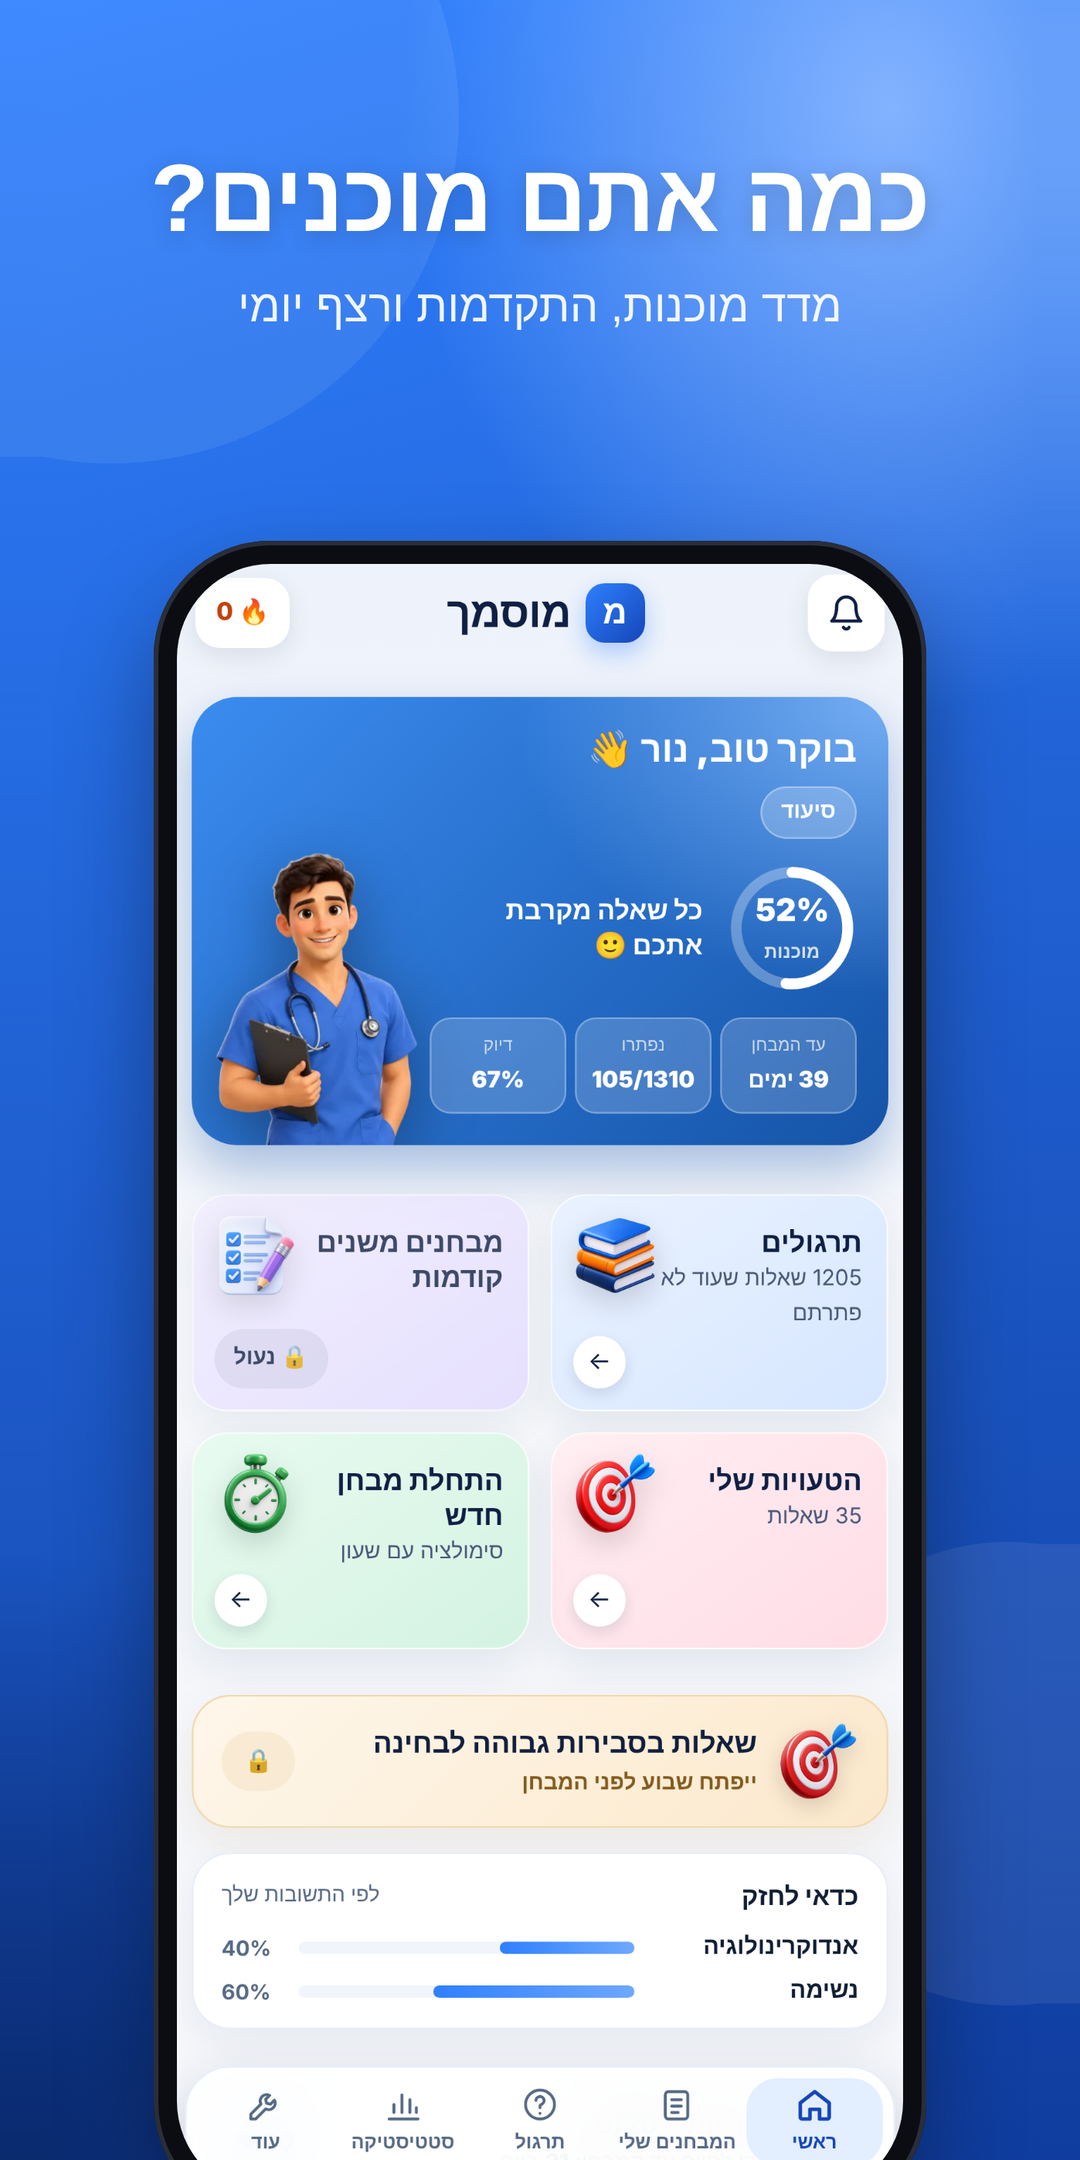 כמה אתם מוכנים?
מדד מוכנות, התקדמות ורצף יומי
מ מוסמך
🔥 0
בוקר טוב, נור 👋
סיעוד
52%
מוכנות
כל שאלה מקרבת
אתכם 🙂
עד המבחן
39 ימים
נפתרו
105/1310
דיוק
67%
תרגולים
1205 שאלות שעוד לא
פתרתם
מבחנים משנים
קודמות
🔒 נעול
הטעויות שלי
35 שאלות
התחלת מבחן
חדש
סימולציה עם שעון
שאלות בסבירות גבוהה לבחינה
ייפתח שבוע לפני המבחן
כדאי לחזק
לפי התשובות שלך
אנדוקרינולוגיה
40%
נשימה
60%
ראשי
המבחנים שלי
תרגול
סטטיסטיקה
עוד